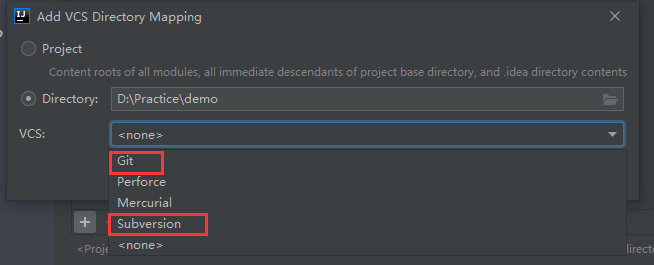 IJ Add VCS Directory Mapping
Project
Content roots of all modules, all immediate descendants of project base directory, and .idea directory contents
Directory: D:\Practice\demo
VCS: <none>
Git
Perforce
Mercurial
Subversion
<none>
<Proje
directo